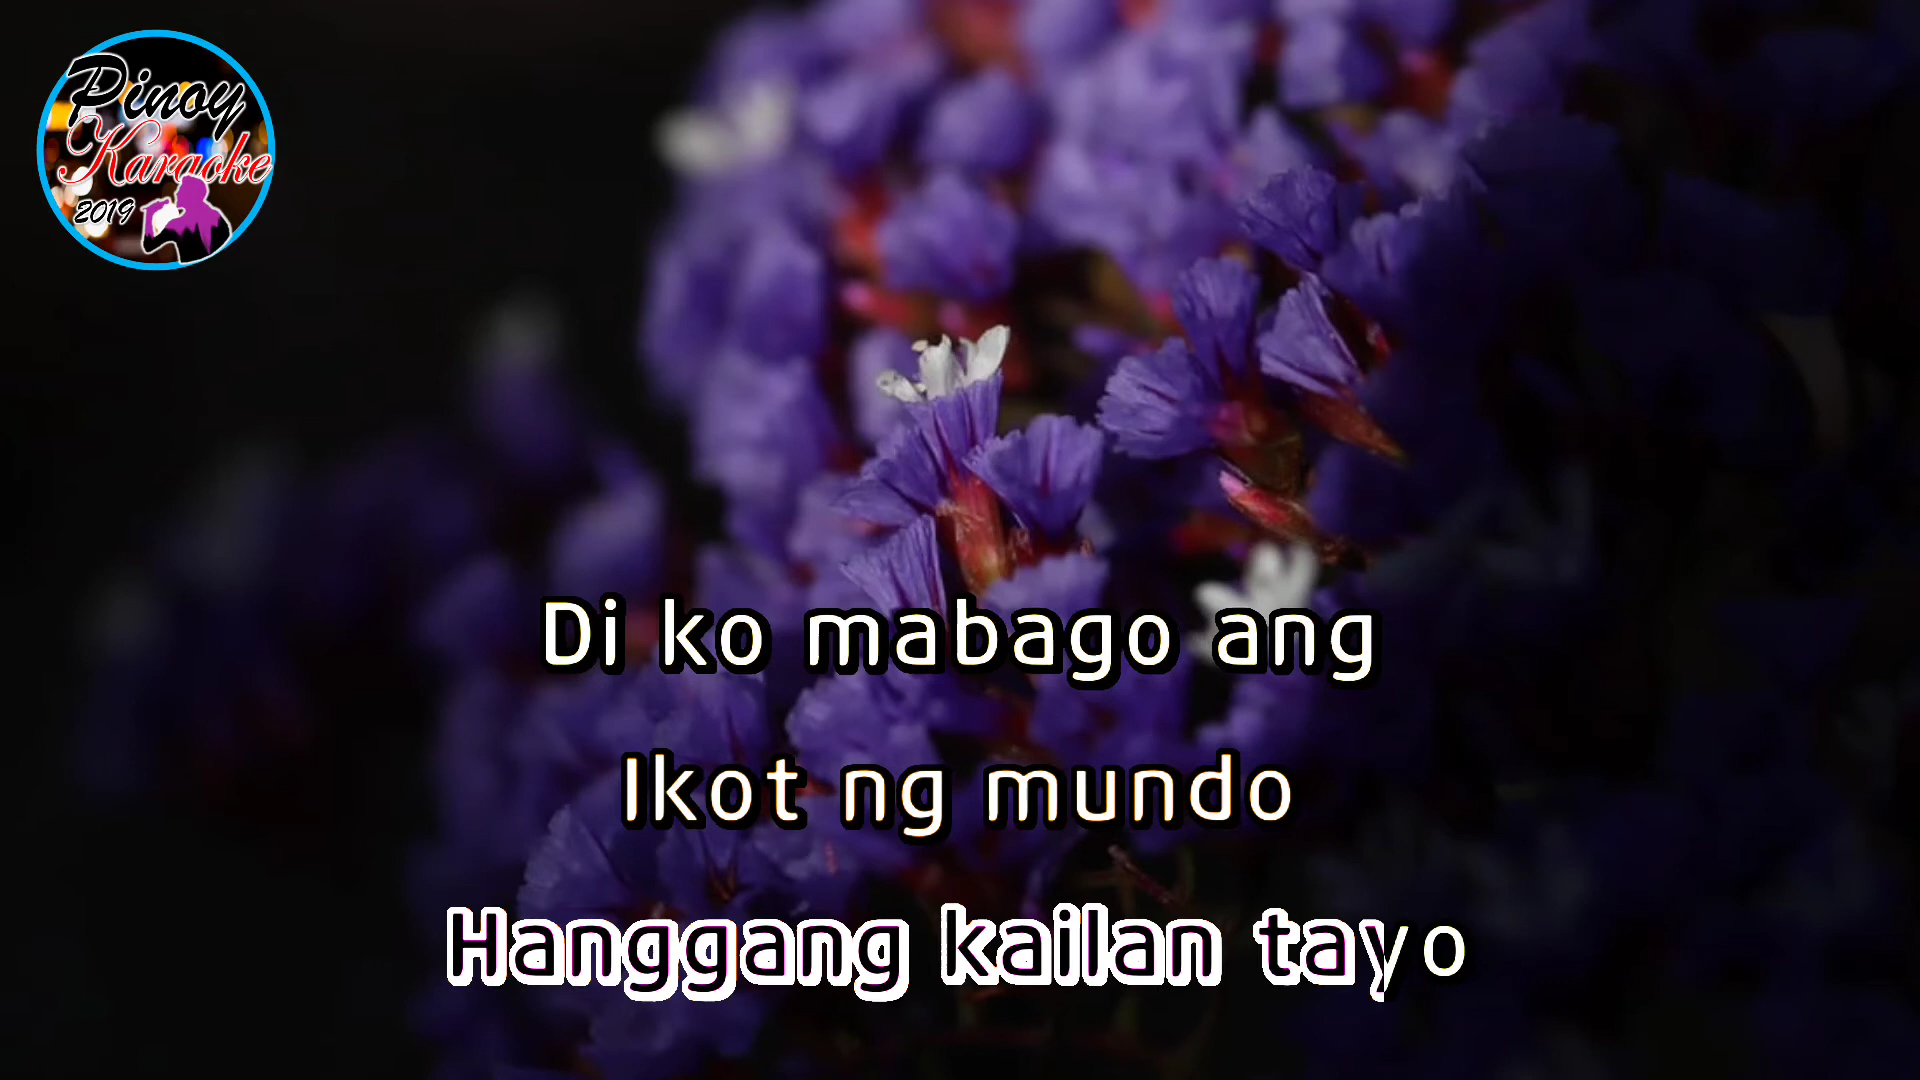 Pinoy
Karaoke
2019
Di ko mabago ang
Ikot ng mundo
Hanggang kailan tayo